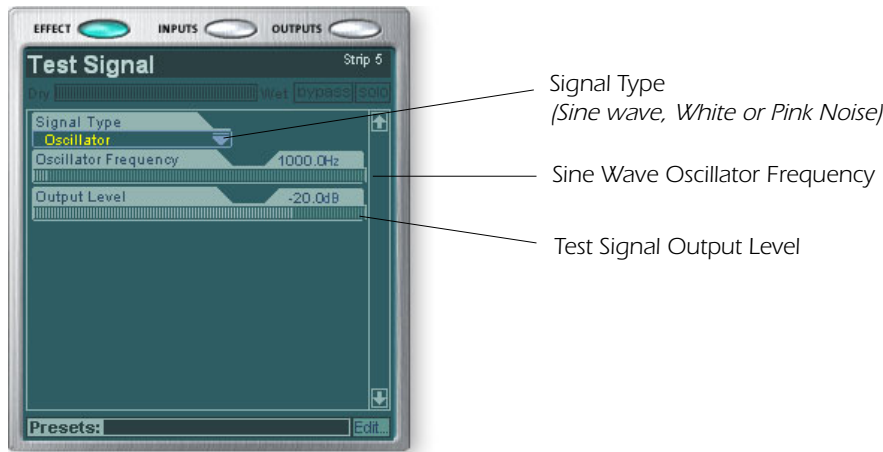 EFFECT INPUTS OUTPUTS
Test Signal Strip 5
Dry Wet bypass solo
Signal Type
Oscillator
Oscillator Frequency 1000.0Hz
Output Level -20.0dB
Presets: Edit...
Signal Type
(Sine wave, White or Pink Noise)
Sine Wave Oscillator Frequency
Test Signal Output Level